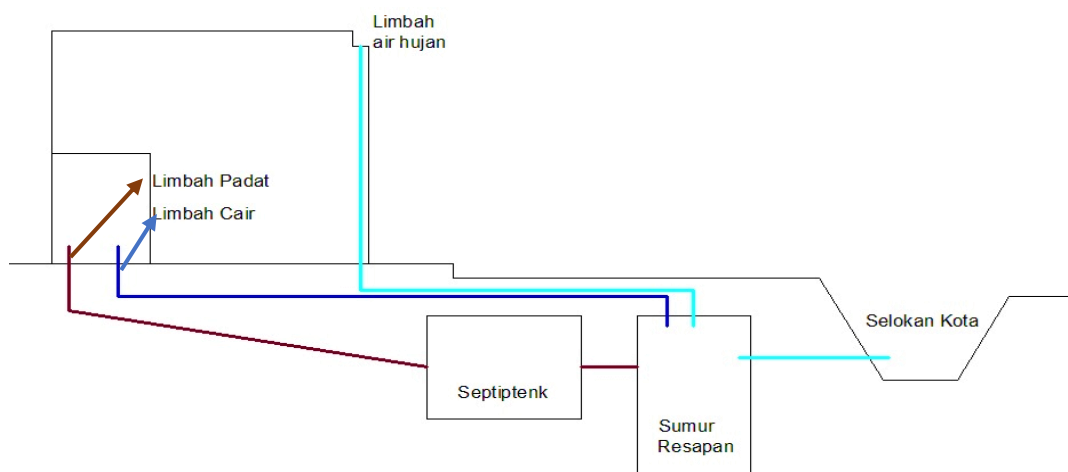 Limbah
air hujan
Limbah Padat
Limbah Cair
Selokan Kota
Septiptenk
Sumur
Resapan